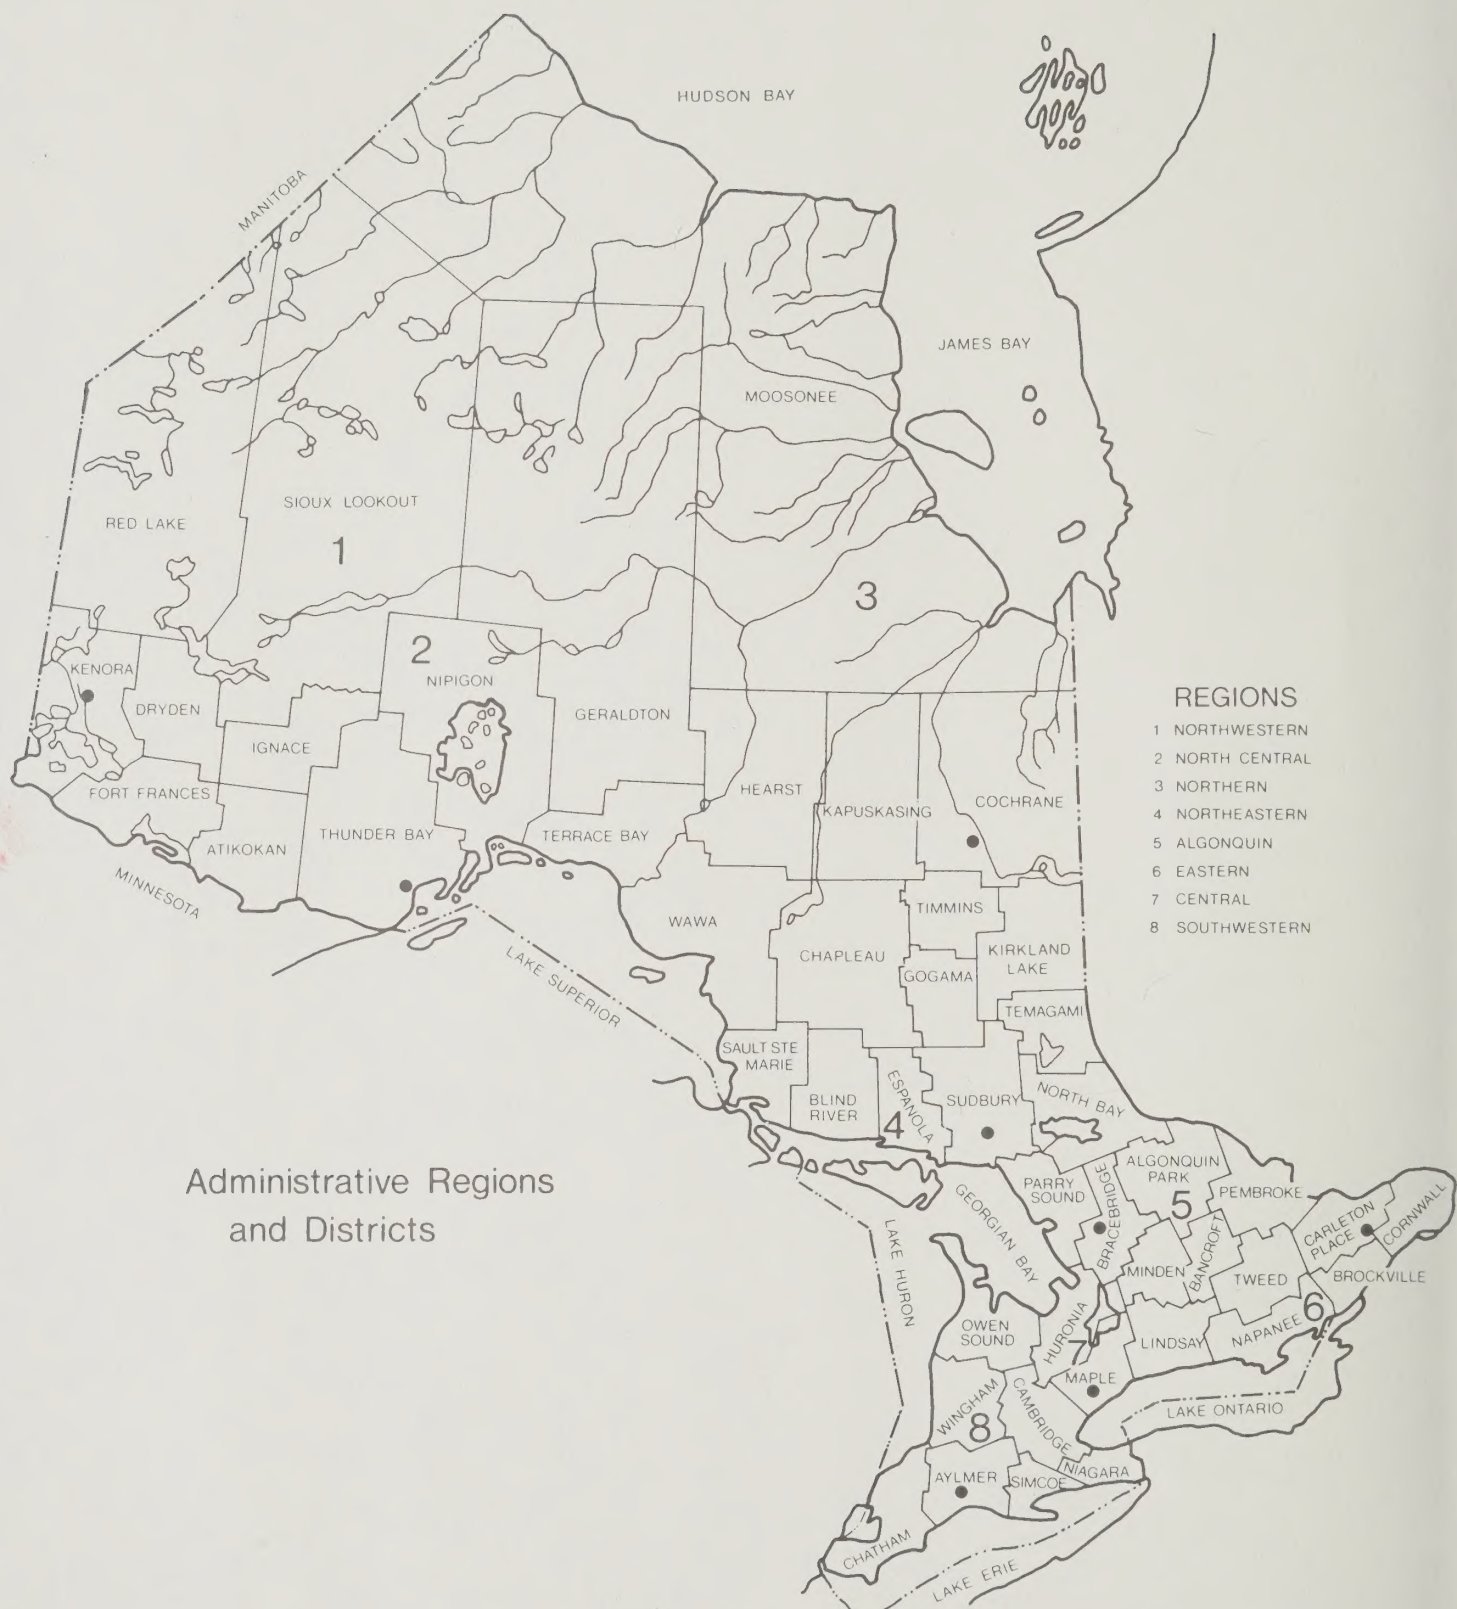 HUDSON BAY
MANITOBA
JAMES BAY
MOOSONEE
SIOUX LOOKOUT
RED LAKE
1
3
2
KENORA
NIPIGON
DRYDEN
GERALDTON
IGNACE
REGIONS
1 NORTHWESTERN
2 NORTH CENTRAL
3 NORTHERN
4 NORTHEASTERN
5 ALGONQUIN
6 EASTERN
7 CENTRAL
8 SOUTHWESTERN
FORT FRANCES
HEARST
KAPUSKASING
COCHRANE
ATIKOKAN
THUNDER BAY
TERRACE BAY
MINNESOTA
WAWA
TIMMINS
CHAPLEAU
GOGAMA
KIRKLAND
LAKE
LAKE SUPERIOR
TEMAGAMI
SAULT STE
MARIE
BLIND
RIVER
ESPANOLA
4
SUDBURY
NORTH BAY
Administrative Regions
and Districts
PARRY
SOUND
BRACEBRIDGE
ALGONQUIN
PARK
5
PEMBROKE
CARLETON
PLACE
CORNWALL
GEORGIAN BAY
LAKE HURON
MINDEN
BANCROFT
TWEED
BROCKVILLE
6
OWEN
SOUND
HURONIA
7
LINDSAY
NAPANEE
MAPLE
WINGHAM
8
CAMBRIDGE
LAKE ONTARIO
AYLMER
SIMCOE
NIAGARA
CHATHAM
LAKE ERIE